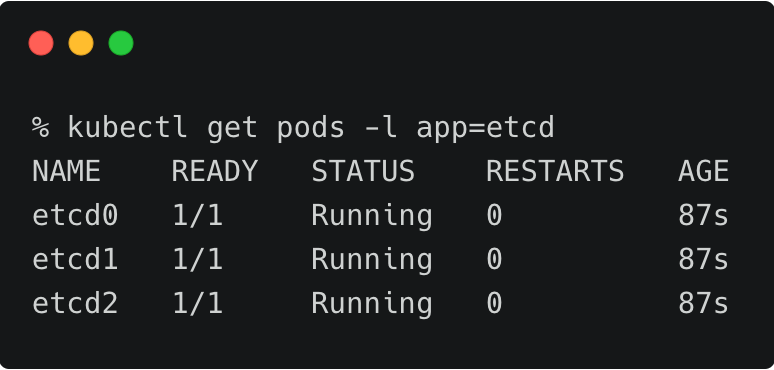 % kubectl get pods -l app=etcd
NAME    READY   STATUS    RESTARTS   AGE
etcd0   1/1     Running   0          87s
etcd1   1/1     Running   0          87s
etcd2   1/1     Running   0          87s